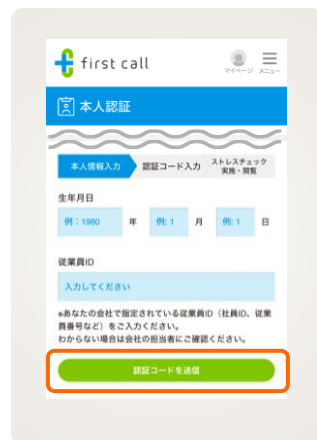 first call
マイページ メニュー
本人認証
本人情報入力 認証コード入力 ストレスチェック
実施・閲覧
生年月日
例：1980 年 例: 1 月 例: 1 日
従業員ID
入力してください
※あなたの会社で指定されている従業員ID（社員ID、従業
員番号など）をご入力ください。
わからない場合は会社の担当者にご確認ください。
認証コードを送信